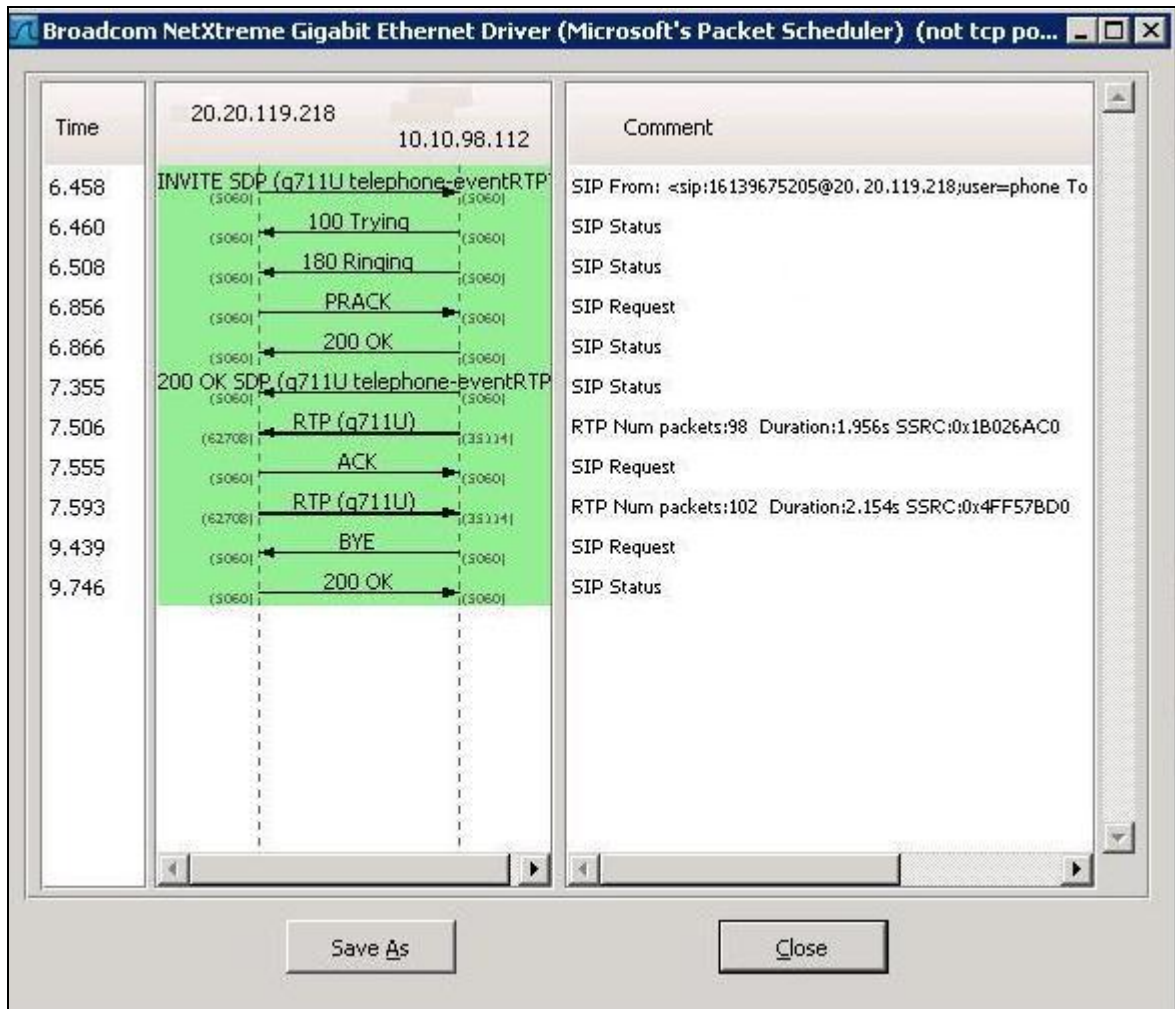 Broadcom NetXtreme Gigabit Ethernet Driver (Microsoft's Packet Scheduler) (not tcp po...
Time
20.20.119.218
10.10.98.112
Comment
6.458 INVITE SDP (g711U telephone-eventRTP SIP From: <sip:16139675205@20.20.119.218;user=phone To
(5060) (5060)
6.460 100 Trying SIP Status
(5060) (5060)
6.508 180 Ringing SIP Status
(5060) (5060)
6.856 PRACK SIP Request
(5060) (5060)
6.866 200 OK SIP Status
(5060) (5060)
7.355 200 OK SDP (g711U telephone-eventRTP SIP Status
(5060) (5060)
7.506 RTP (g711U) RTP Num packets:98 Duration:1.956s SSRC:0x1B026AC0
(62708)
7.555 ACK SIP Request
(5060) (5060)
7.593 RTP (g711U) RTP Num packets:102 Duration:2.154s SSRC:0x4FF57BD0
(62708)
9.439 BYE SIP Request
(5060) (5060)
9.746 200 OK SIP Status
(5060) (5060)
Save As
Close